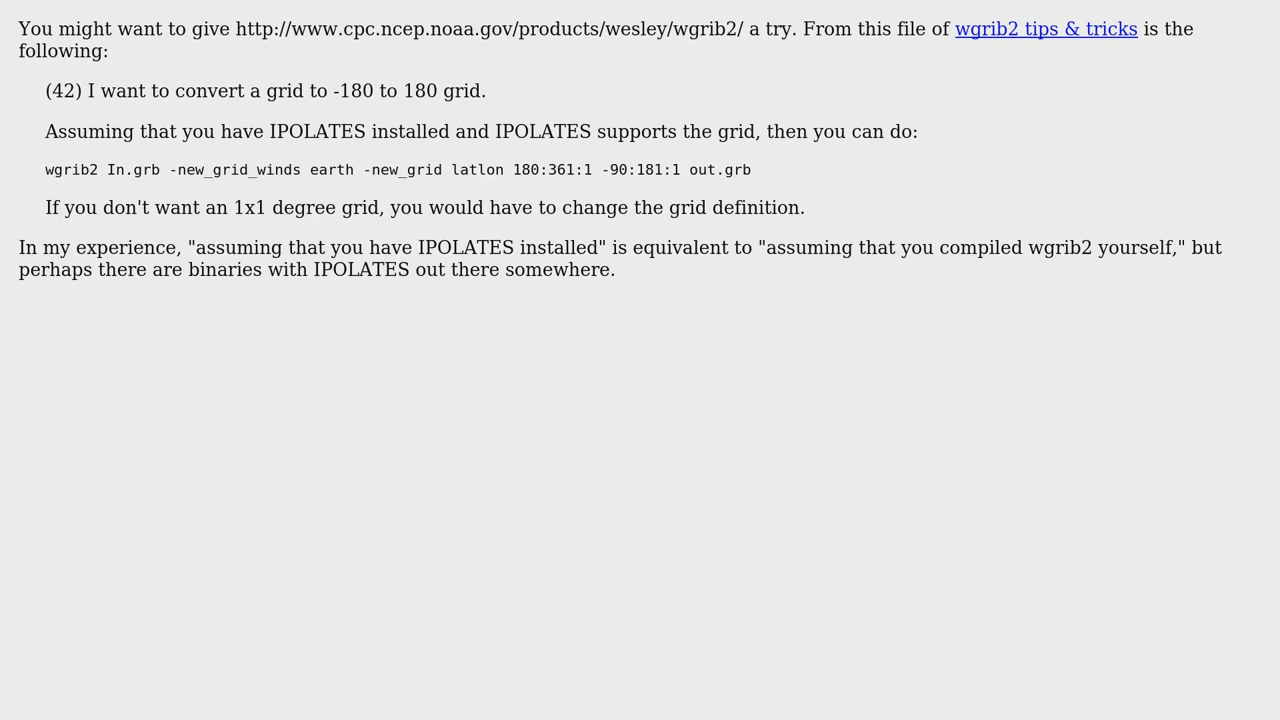 You might want to give http://www.cpc.ncep.noaa.gov/products/wesley/wgrib2/ a try. From this file of wgrib2 tips & tricks is the
following:
(42) I want to convert a grid to -180 to 180 grid.
Assuming that you have IPOLATES installed and IPOLATES supports the grid, then you can do:
wgrib2 In.grb -new_grid_winds earth -new_grid latlon 180:361:1 -90:181:1 out.grb
If you don't want an 1x1 degree grid, you would have to change the grid definition.
In my experience, "assuming that you have IPOLATES installed" is equivalent to "assuming that you compiled wgrib2 yourself," but
perhaps there are binaries with IPOLATES out there somewhere.